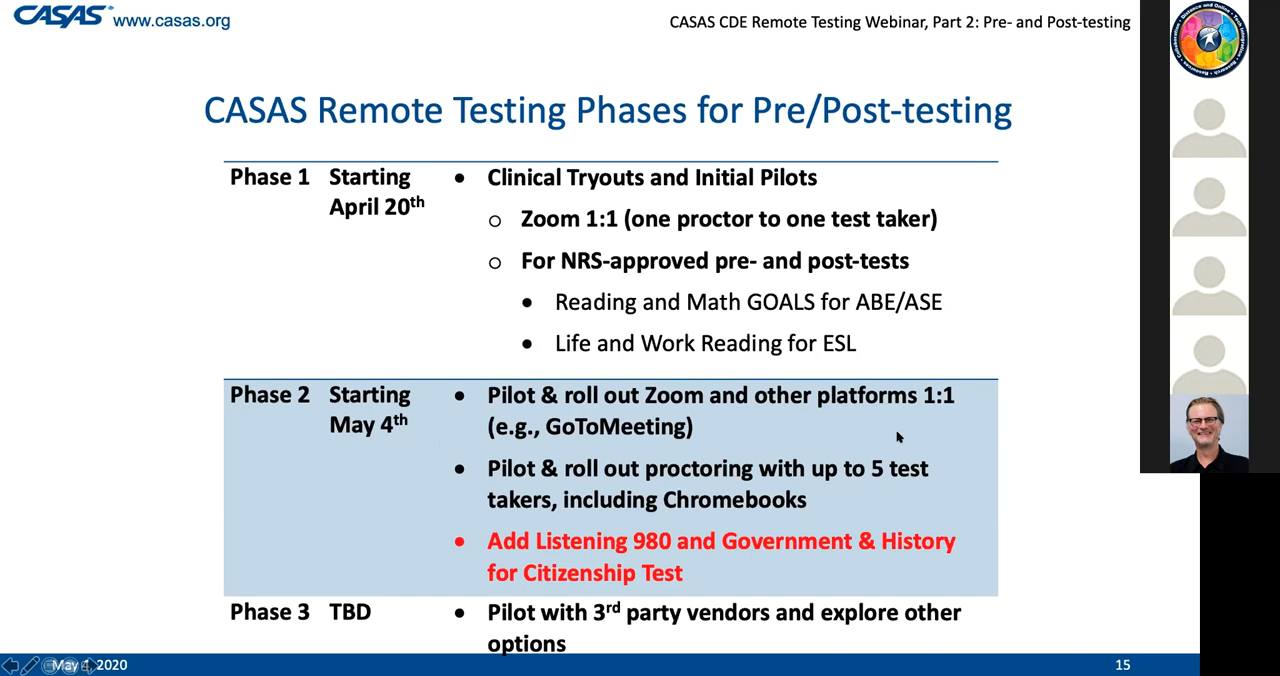 CASAS www.casas.org
CASAS CDE Remote Testing Webinar, Part 2: Pre- and Post-testing
CASAS Remote Testing Phases for Pre/Post-testing
Phase 1 Starting April 20th
• Clinical Tryouts and Initial Pilots
o Zoom 1:1 (one proctor to one test taker)
o For NRS-approved pre- and post-tests
• Reading and Math GOALS for ABE/ASE
• Life and Work Reading for ESL
Phase 2 Starting May 4th
• Pilot & roll out Zoom and other platforms 1:1
(e.g., GoToMeeting)
• Pilot & roll out proctoring with up to 5 test
takers, including Chromebooks
• Add Listening 980 and Government & History
for Citizenship Test
Phase 3 TBD
• Pilot with 3rd party vendors and explore other
options
May 4, 2020
15